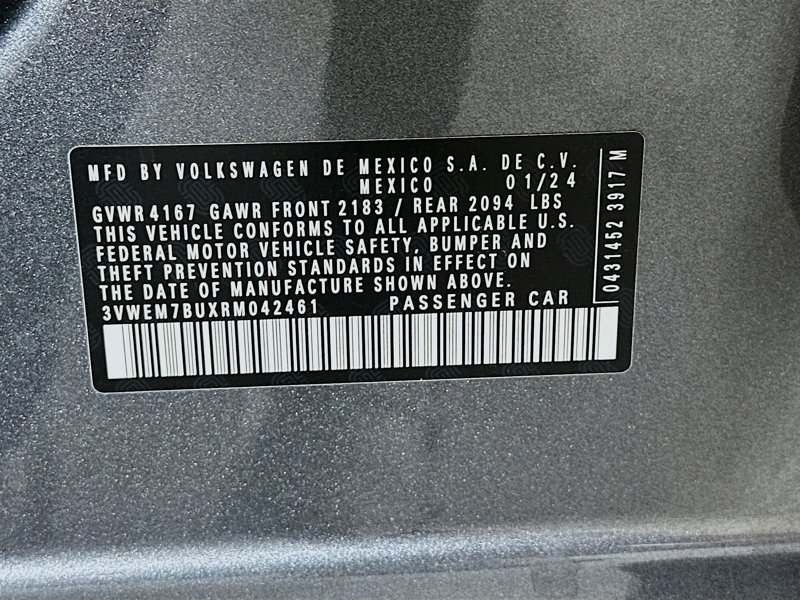 MFD BY VOLKSWAGEN DE MEXICO S.A. DE C.V.
MEXICO 01/24
GVWR 4167 GAWR FRONT 2183 / REAR 2094 LBS
THIS VEHICLE CONFORMS TO ALL APPLICABLE U.S.
FEDERAL MOTOR VEHICLE SAFETY, BUMPER AND
THEFT PREVENTION STANDARDS IN EFFECT ON
THE DATE OF MANUFACTURE SHOWN ABOVE.
3VWEM7BUXRM042461 PASSENGER CAR
0431452 3917 M